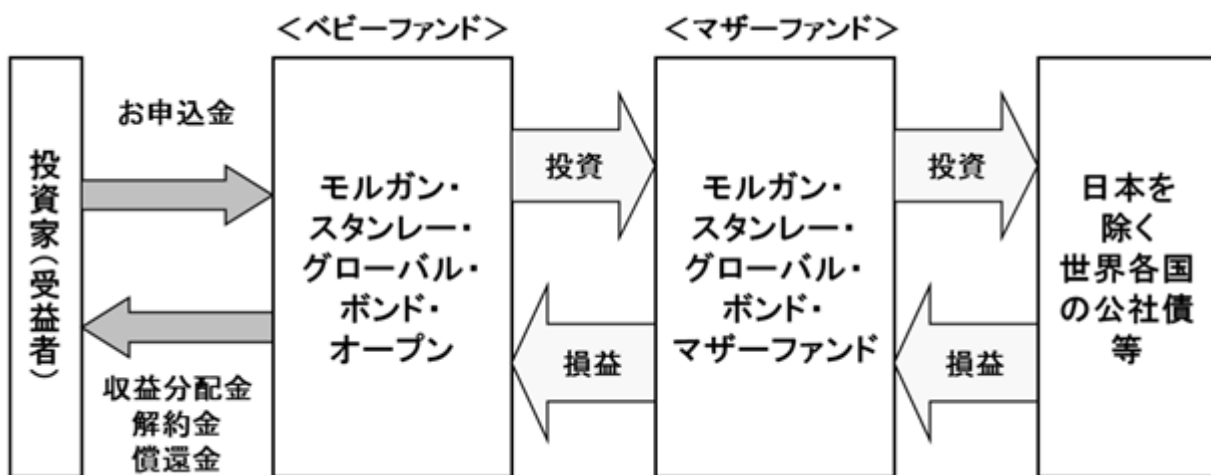 ＜ベビーファンド＞
＜マザーファンド＞
投資家（受益者）
お申込金
収益分配金
解約金
償還金
モルガン・
スタンレー・
グローバル・
ボンド・
オープン
投資
損益
モルガン・
スタンレー・
グローバル・
ボンド・
マザーファンド
投資
損益
日本を
除く
世界各国
の公社債
等